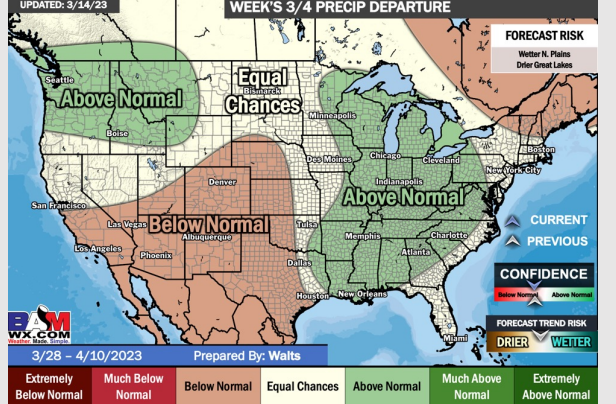 UPDATED: 3/14/23
WEEK'S 3/4 PRECIP DEPARTURE
FORECAST RISK
Wetter N. Plains
Drier Great Lakes
Seattle
Above Normal
Boise
Equal
Bismarck
Chances
Minneapolis
Des Moines
Chicago
Cleveland
Boston
New York City
Indianapolis
Above Normal
Denver
San Francisco
Las Vegas
Below Normal
Albuquerque
Los Angeles
Phoenix
Tulsa
Memphis
Charlotte
Atlanta
Dallas
Houston
New Orleans
Miami
CURRENT
PREVIOUS
CONFIDENCE
Below Normal
Above Normal
FORECAST TREND RISK
DRIER
WETTER
BAM
WX.COM
Weather. Made. Simple.
3/28 – 4/10/2023
Prepared By: Walts
Extremely Below Normal
Much Below Normal
Below Normal
Equal Chances
Above Normal
Much Above Normal
Extremely Above Normal